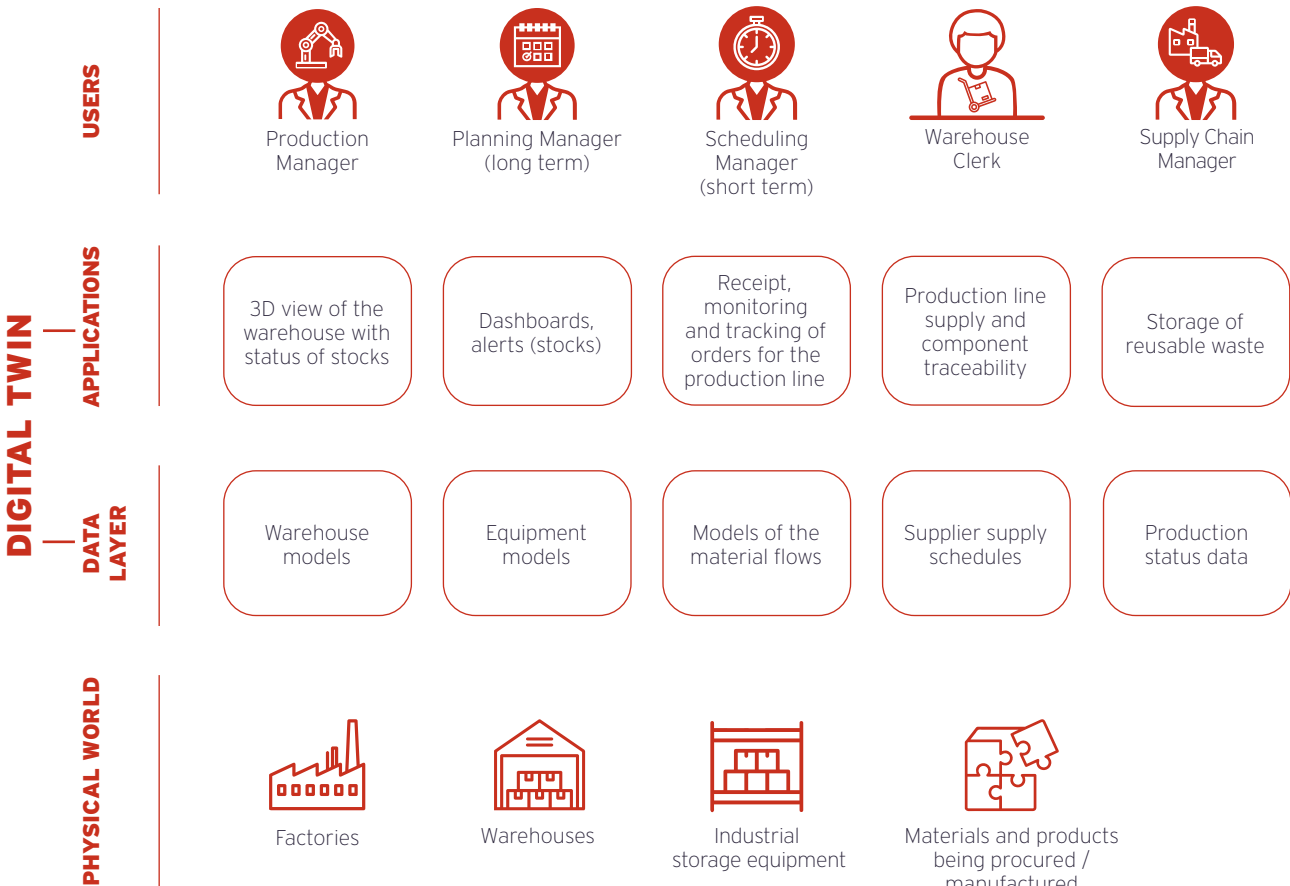 USERS
Production
Manager
Planning Manager
(long term)
Scheduling
Manager
(short term)
Warehouse
Clerk
Supply Chain
Manager
DIGITAL TWIN
APPLICATIONS
3D view of the
warehouse with
status of stocks
Dashboards,
alerts (stocks)
Receipt,
monitoring
and tracking of
orders for the
production line
Production line
supply and
component
traceability
Storage of
reusable waste
DATA
LAYER
Warehouse
models
Equipment
models
Models of the
material flows
Supplier supply
schedules
Production
status data
PHYSICAL WORLD
Factories
Warehouses
Industrial
storage equipment
Materials and products
being procured /
manufactured